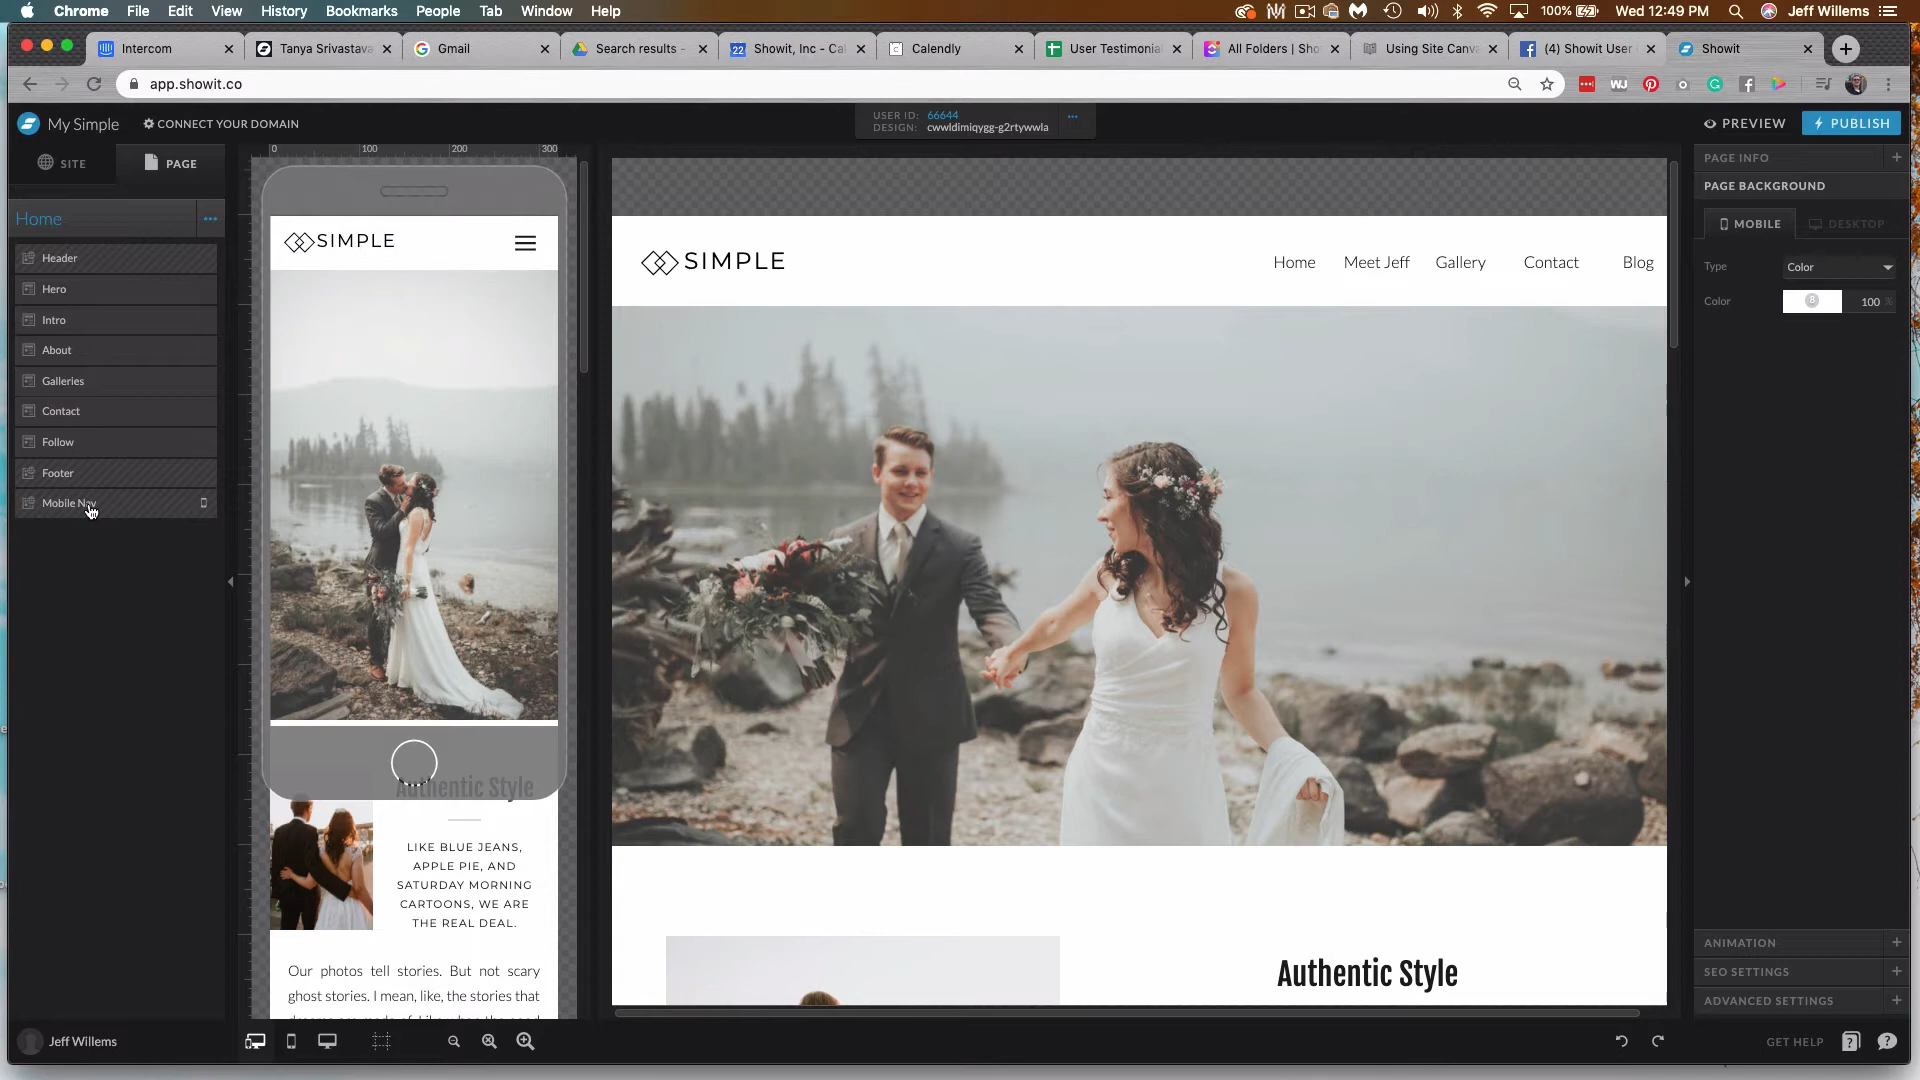 Chrome File Edit View History Bookmarks People Tab Window Help
100% Wed 12:49 PM Jeff Willems
Intercom
Tanya Srivastava
Gmail
Search results -
22 Showit, Inc - Ca
Calendly
User Testimonia
All Folders | Sho
Using Site Canva
(4) Showit User
Showit
app.showit.co
My Simple
CONNECT YOUR DOMAIN
USER ID: 66644
DESIGN: cwwldimiqygg-g2rtywwla
PREVIEW
PUBLISH
SITE
PAGE
Home
Header
Hero
Intro
About
Galleries
Contact
Follow
Footer
Mobile Nav
0 100 200 300
SIMPLE
Authentic Style
LIKE BLUE JEANS,
APPLE PIE, AND
SATURDAY MORNING
CARTOONS, WE ARE
THE REAL DEAL.
Our photos tell stories. But not scary
ghost stories. I mean, like, the stories that
SIMPLE
Home Meet Jeff Gallery Contact Blog
Authentic Style
PAGE INFO
PAGE BACKGROUND
MOBILE
DESKTOP
Type Color
Color 8 100 %
ANIMATION
SEO SETTINGS
ADVANCED SETTINGS
Jeff Willems
GET HELP